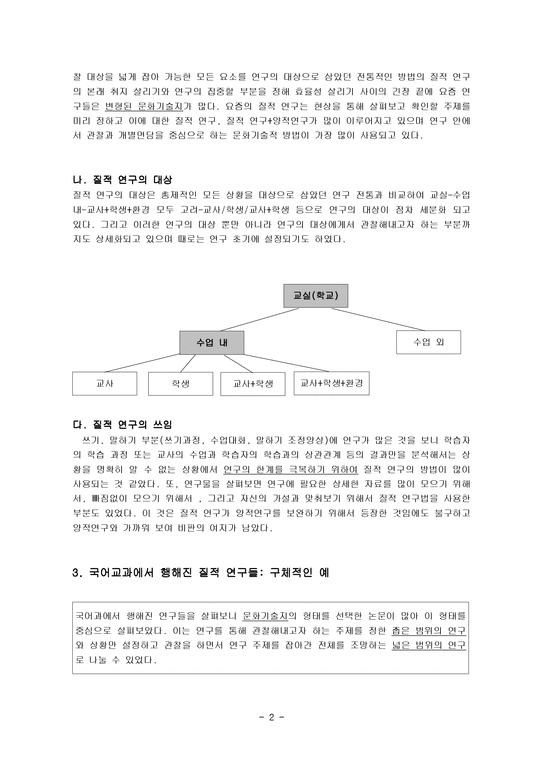 찰 대상을 넓게 잡아 가능한 모든 요소를 연구의 대상으로 삼았던 전통적인 방법의 질적 연구
의 본래 취지 살리기와 연구의 집중할 부분을 정해 효율성 살리기 사이의 긴장 끝에 요즘 연
구들은 변형된 문화기술지가 많다. 요즘의 질적 연구는 현상을 통해 살펴보고 확인할 주제를
미리 정하고 이에 대한 질적 연구, 질적 연구+양적연구가 많이 이루어지고 있으며 연구 안에
서 관찰과 개별면담을 중심으로 하는 문화기술적 방법이 가장 많이 사용되고 있다.
나. 질적 연구의 대상
질적 연구의 대상은 총체적인 모든 상황을 대상으로 삼았던 연구 전통과 비교하여 교실-수업
내-교사+학생+환경 모두 고려-교사/학생/교사+학생 등으로 연구의 대상이 점차 세분화 되고
있다. 그리고 이러한 연구의 대상 뿐만 아니라 연구의 대상에게서 관찰해내고자 하는 부분까
지도 상세화되고 있으며 때로는 연구 초기에 설정되기도 하였다.
교실(학교)
수업 내
수업 외
교사
학생
교사+학생
교사+학생+환경
다. 질적 연구의 쓰임
쓰기, 말하기 부분(쓰기과정, 수업대화, 말하기 조정양상)에 연구가 많은 것을 보니 학습자
의 학습 과정 또는 교사의 수업과 학습자의 학습과의 상관관계 등의 결과만을 분석해서는 상
황을 명확히 알 수 없는 상황에서 연구의 한계를 극복하기 위하여 질적 연구의 방법이 많이
사용되는 것 같았다. 또, 연구물을 살펴보면 연구에 필요한 상세한 자료를 많이 모으기 위해
서, 빠짐없이 모으기 위해서 , 그리고 자신의 가설과 맞춰보기 위해서 질적 연구법을 사용한
부분도 있었다. 이 것은 질적 연구가 양적연구를 보완하기 위해서 등장한 것임에도 불구하고
양적연구와 가까워 보여 비판의 여지가 남았다.
3. 국어교과에서 행해진 질적 연구들: 구체적인 예
국어과에서 행해진 연구들을 살펴보니 문화기술지의 형태를 선택한 논문이 많아 이 형태를
중심으로 살펴보았다. 이는 연구를 통해 관찰해내고자 하는 주제를 정한 좁은 범위의 연구
와 상황만 설정하고 관찰을 하면서 연구 주제를 잡아간 전체를 조망하는 넓은 범위의 연구
로 나눌 수 있었다.
- 2 -